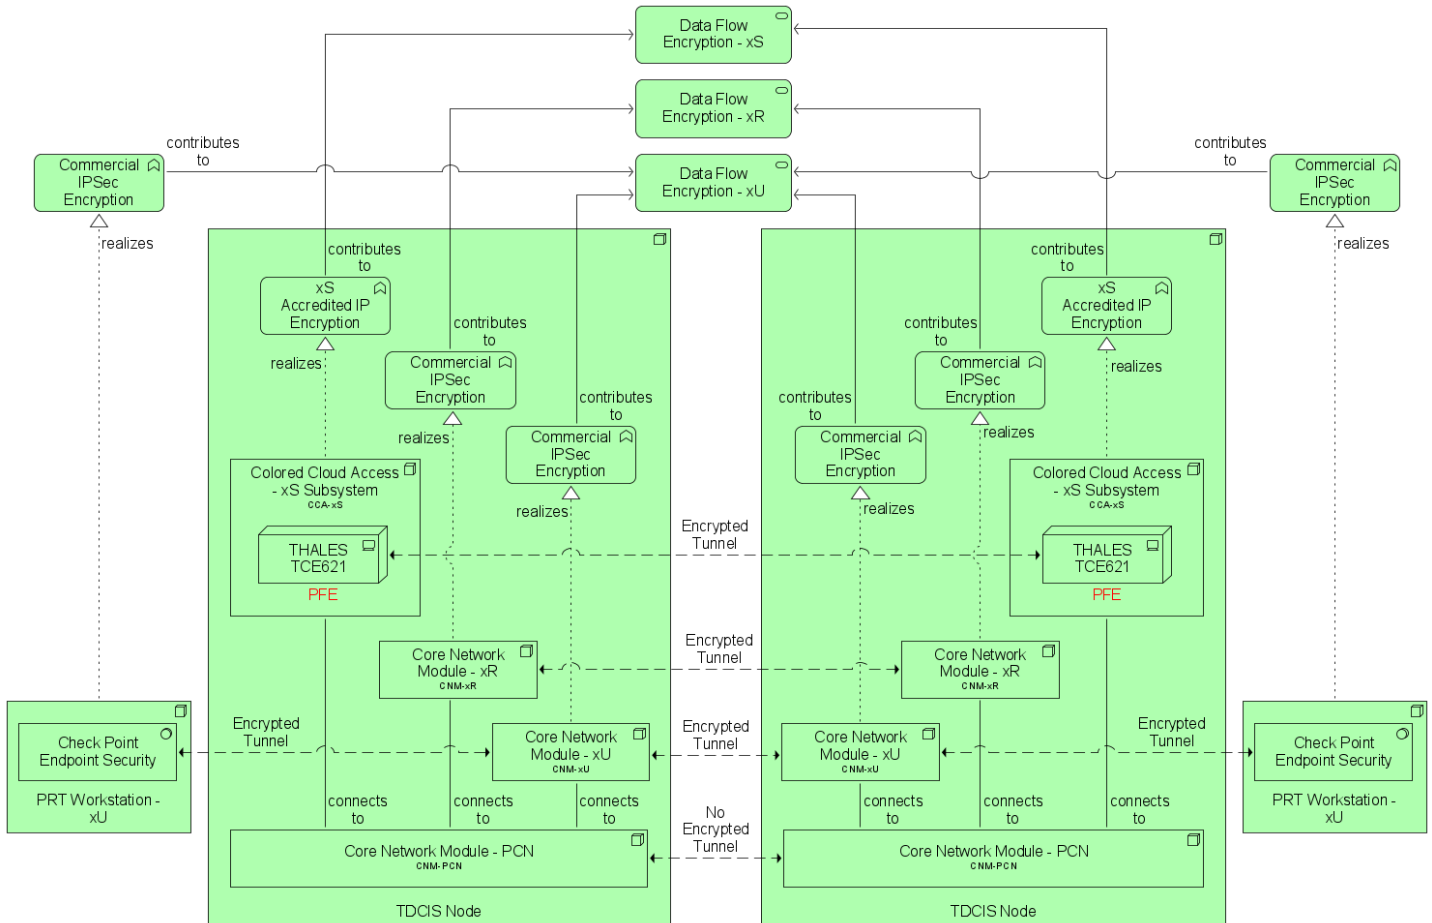 Data Flow
Encryption - xS
Data Flow
Encryption - xR
Data Flow
Encryption - xU
contributes
to
contributes
to
Commercial
IPSec
Encryption
Commercial
IPSec
Encryption
realizes
realizes
contributes
to
contributes
to
xS
Accredited IP
Encryption
xS
Accredited IP
Encryption
contributes
to
contributes
to
realizes
realizes
Commercial
IPSec
Encryption
Commercial
IPSec
Encryption
contributes
to
contributes
to
realizes
realizes
Commercial
IPSec
Encryption
Commercial
IPSec
Encryption
realizes
realizes
Colored Cloud Access
- xS Subsystem
CCA-xS
Colored Cloud Access
- xS Subsystem
CCA-xS
THALES
TCE621
PFE
Encrypted
Tunnel
THALES
TCE621
PFE
Core Network
Module - xR
CNM-xR
Encrypted
Tunnel
Core Network
Module - xR
CNM-xR
Check Point
Endpoint Security
PRT Workstation -
xU
Encrypted
Tunnel
Core Network
Module - xU
CNM-xU
Encrypted
Tunnel
Core Network
Module - xU
CNM-xU
Encrypted
Tunnel
Check Point
Endpoint Security
PRT Workstation -
xU
connects
to
connects
to
connects
to
connects
to
connects
to
connects
to
Core Network Module - PCN
CNM-PCN
No
Encrypted
Tunnel
Core Network Module - PCN
CNM-PCN
TDCIS Node
TDCIS Node